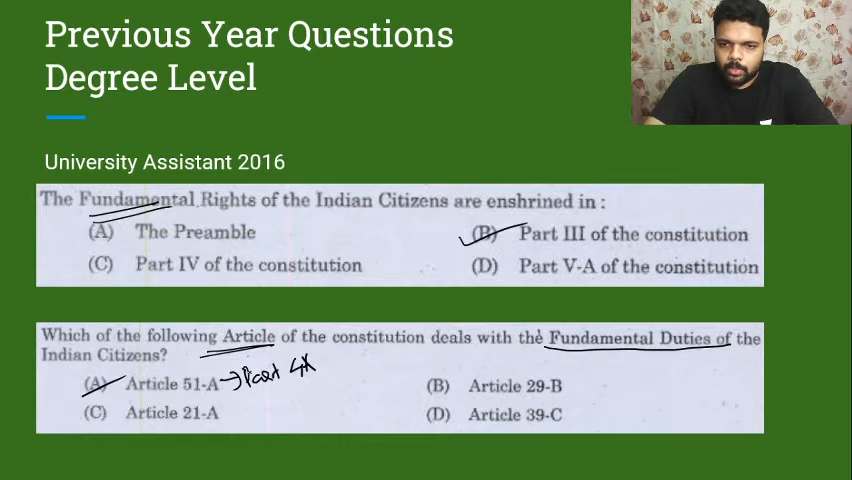 Previous Year Questions
Degree Level
University Assistant 2016
The Fundamental Rights of the Indian Citizens are enshrined in :
(A) The Preamble (B) Part III of the constitution
(C) Part IV of the constitution (D) Part V-A of the constitution
Which of the following Article of the constitution deals with the Fundamental Duties of the
Indian Citizens?
(A) Article 51-A → Part 4A (B) Article 29-B
(C) Article 21-A (D) Article 39-C